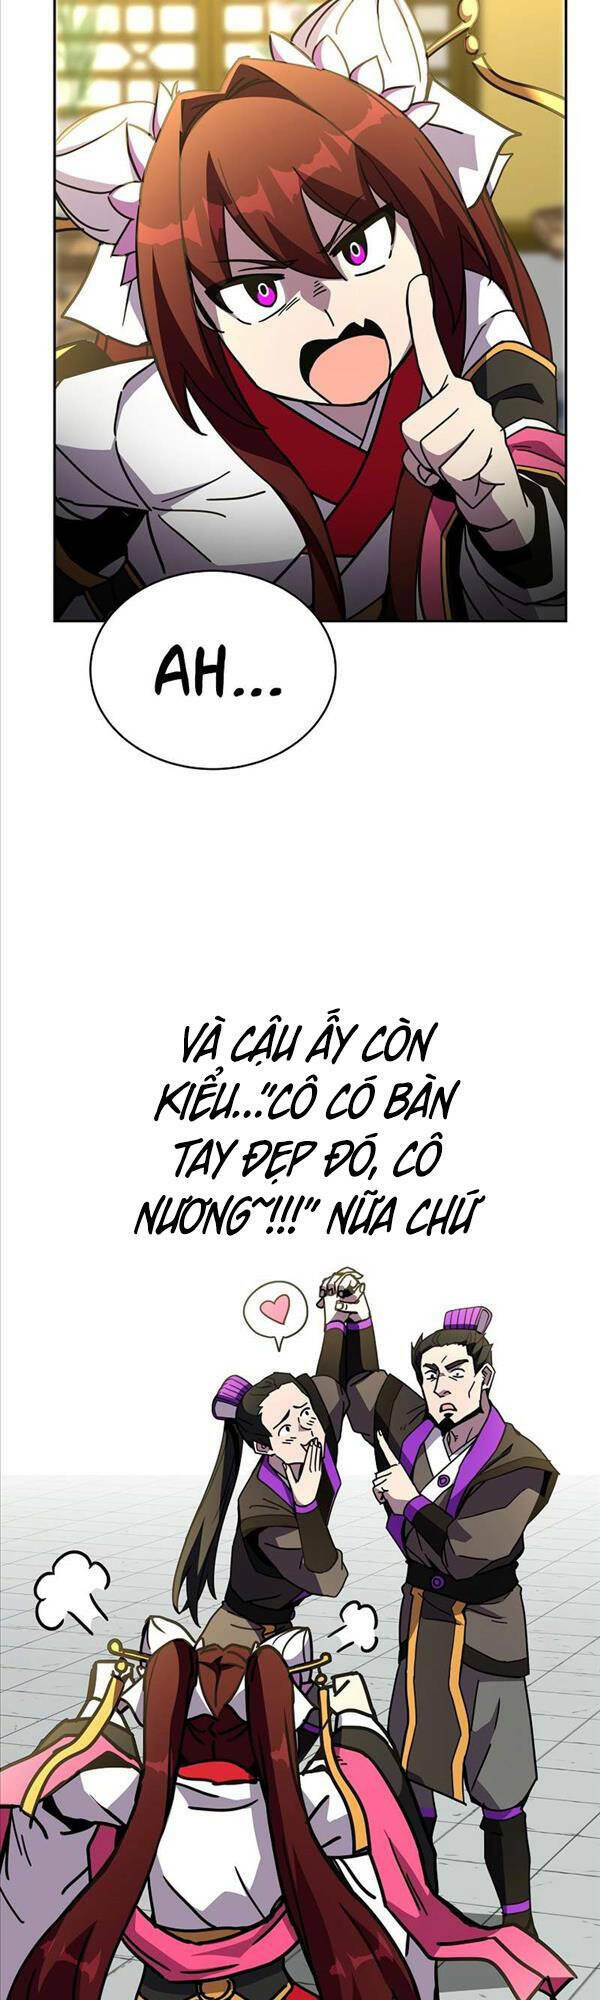 AH...
VÀ CẬU ẤY CÒN
KIỂU..."CÔ CÓ BÀN
TAY ĐẸP ĐÓ, CÔ
NƯƠNG~!!!" NỮA CHỨ